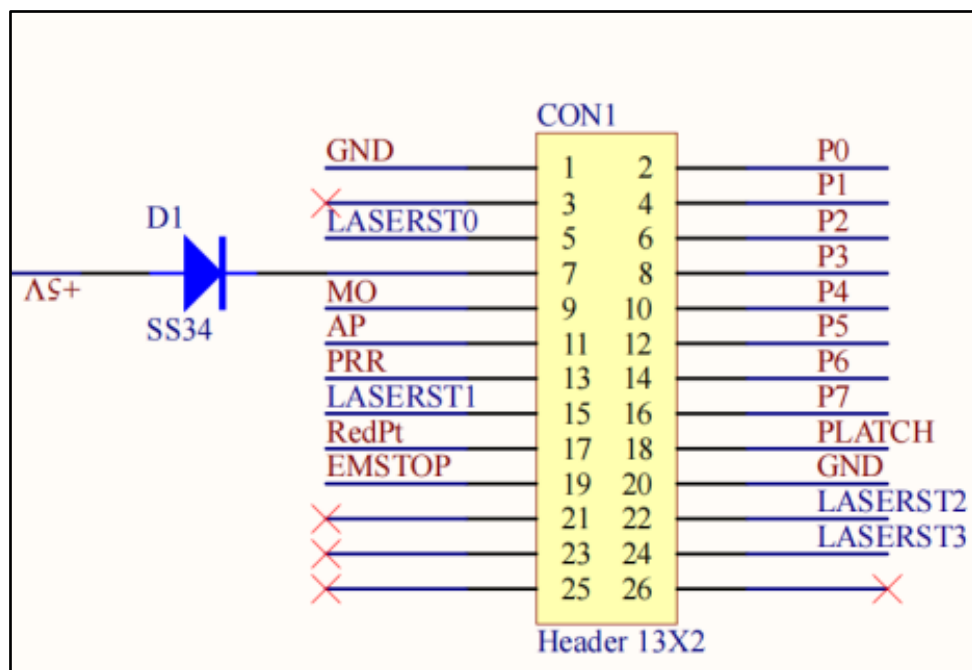 CON1
GND 1 2 P0
3 4 P1
LASERST0 5 6 P2
D1
+5V 7 8 P3
SS34
MO 9 10 P4
AP 11 12 P5
PRR 13 14 P6
LASERST1 15 16 P7
RedPt 17 18 PLATCH
EMSTOP 19 20 GND
21 22 LASERST2
23 24 LASERST3
25 26
Header 13X2